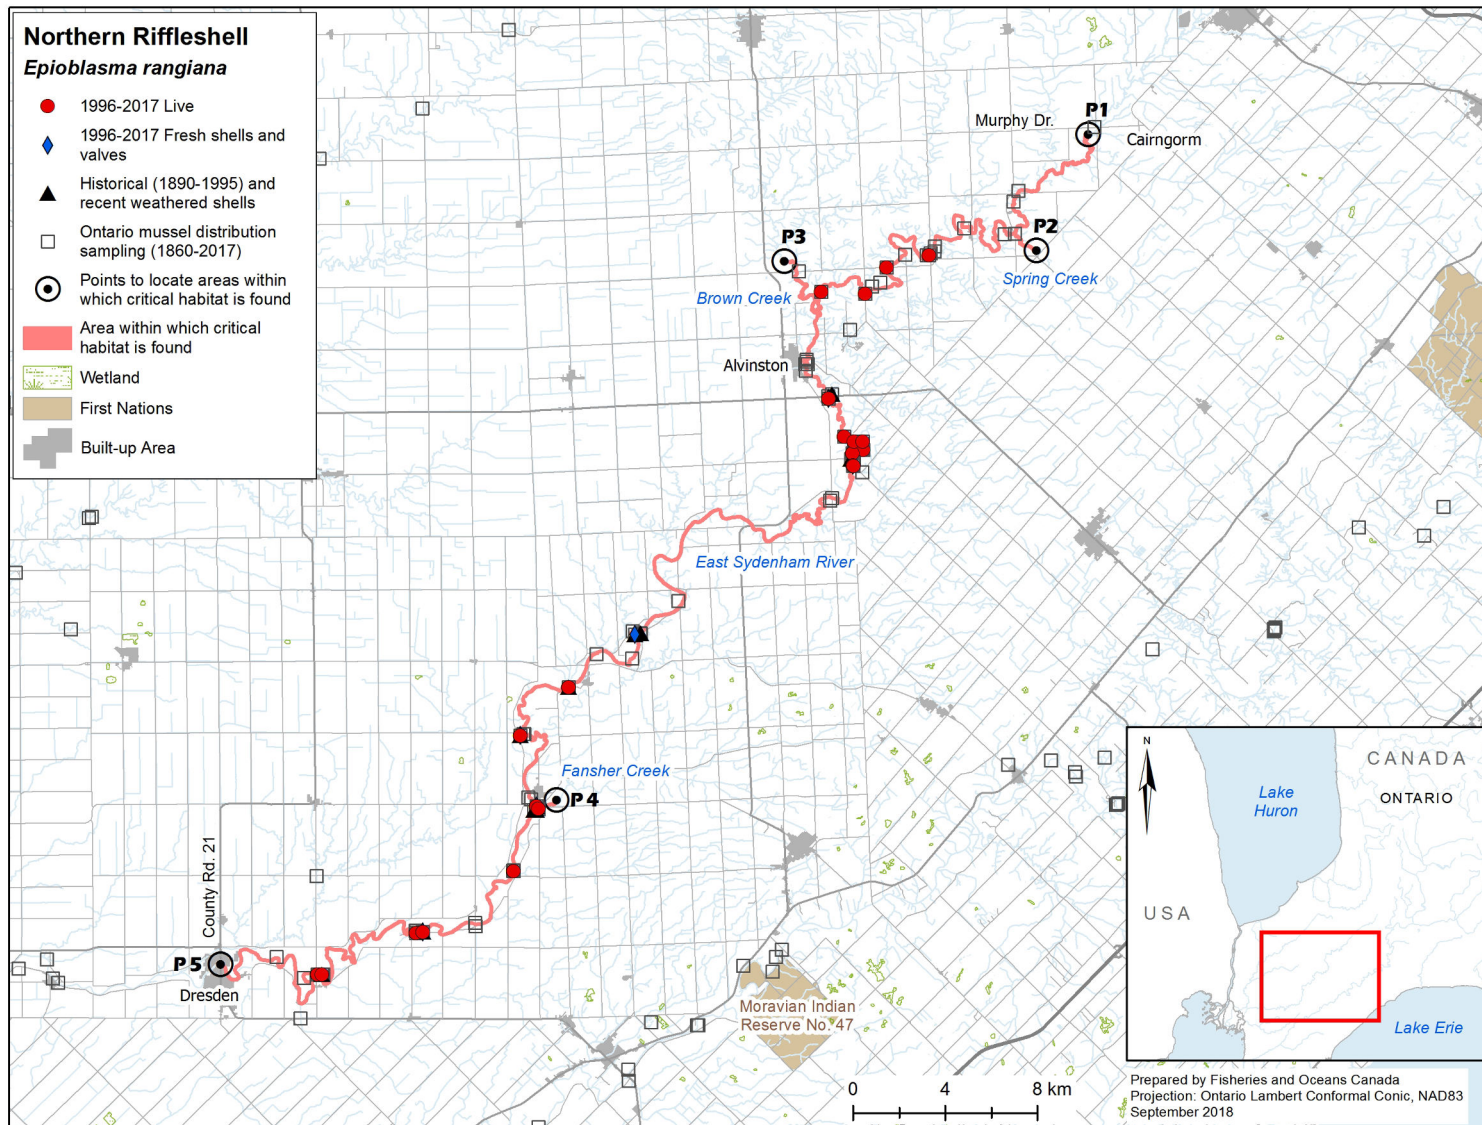 Northern Riffleshell
Epioblasma rangiana
1996-2017 Live
1996-2017 Fresh shells and
valves
Historical (1890-1995) and
recent weathered shells
Ontario mussel distribution
sampling (1860-2017)
Points to locate areas within
which critical habitat is found
Area within which critical
habitat is found
Wetland
First Nations
Built-up Area
P1
Murphy Dr.
Cairngorm
P2
Spring Creek
P3
Brown Creek
Alvinston
East Sydenham River
Fansher Creek
P4
County Rd. 21
P5
Dresden
Moravian Indian
Reserve No. 47
N
CANADA
ONTARIO
Lake
Huron
USA
Lake Erie
0 4 8 km
Prepared by Fisheries and Oceans Canada
Projection: Ontario Lambert Conformal Conic, NAD83
September 2018